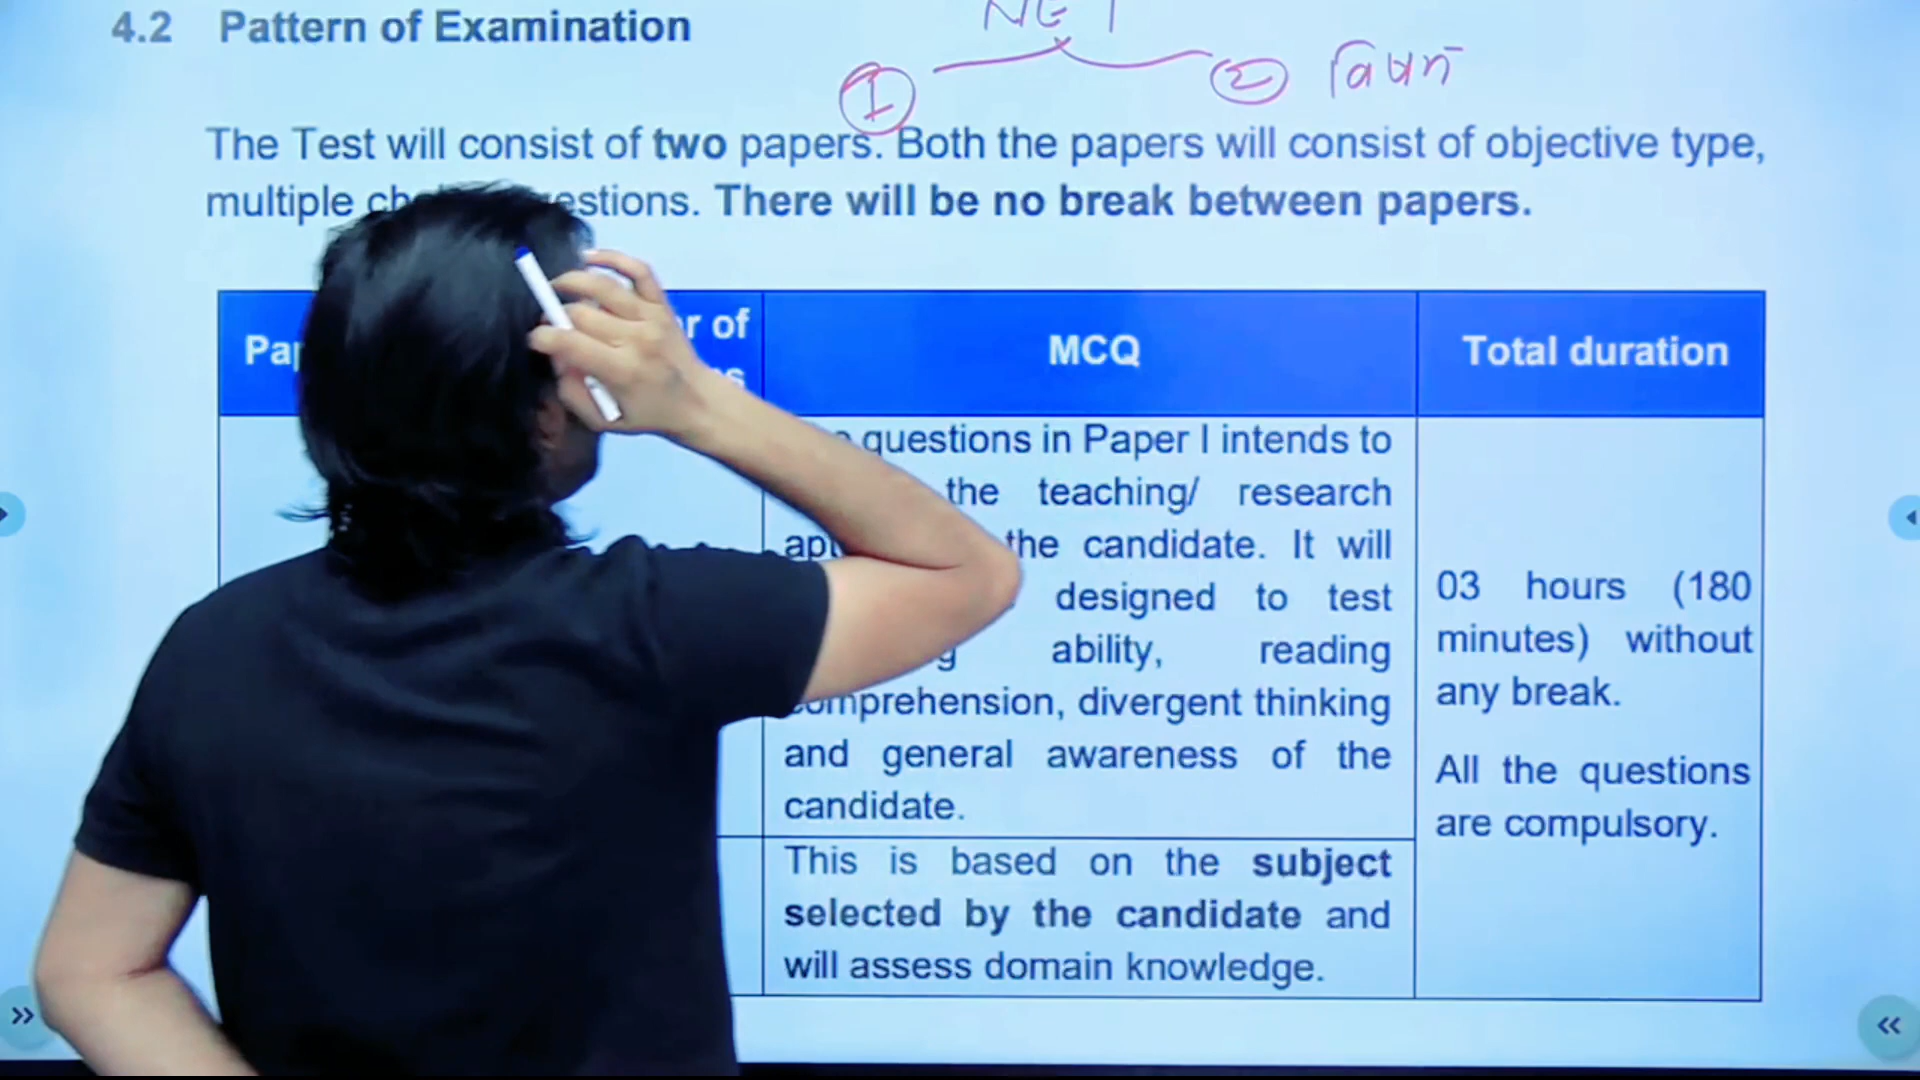 4.2 Pattern of Examination
NET
I
2 विषय
The Test will consist of two papers. Both the papers will consist of objective type,
multiple estions. There will be no break between papers.
of
MCQ
Total duration
questions in Paper I intends to
the teaching/ research
the candidate. It will
designed to test
ability, reading
comprehension, divergent thinking
and general awareness of the
candidate.
03 hours (180
minutes) without
any break.
All the questions
are compulsory.
This is based on the subject
selected by the candidate and
will assess domain knowledge.